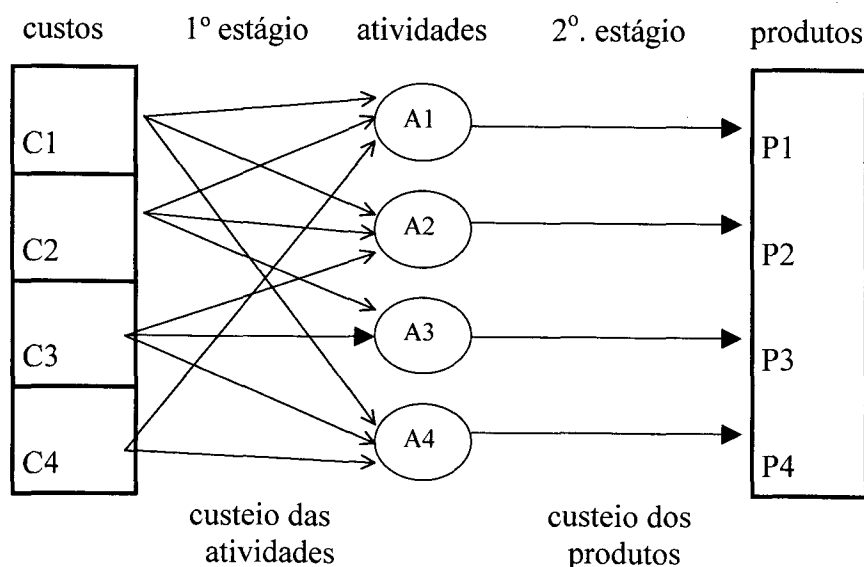 custos 1º estágio atividades 2º. estágio produtos
C1 A1 P1
C2 A2 P2
C3 A3 P3
C4 A4 P4
custeio das custeio dos
atividades produtos